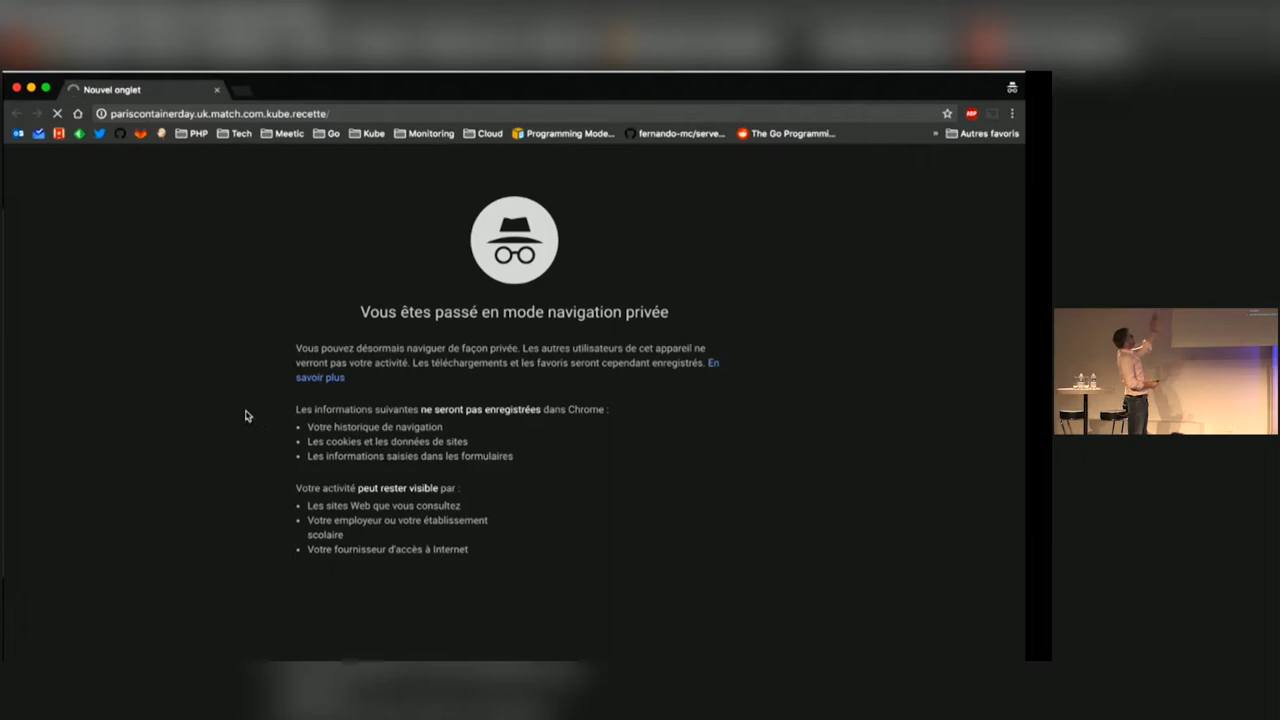 Nouvel onglet
pariscontainerday.uk.match.com.kube.recette/
PHP Tech Meetic Go Kube Monitoring Cloud Programming Mode... fernando-mc/serve... The Go Programmi... » Autres favoris
Vous êtes passé en mode navigation privée
Vous pouvez désormais naviguer de façon privée. Les autres utilisateurs de cet appareil ne
verront pas votre activité. Les téléchargements et les favoris seront cependant enregistrés. En
savoir plus
Les informations suivantes ne seront pas enregistrées dans Chrome :
• Votre historique de navigation
• Les cookies et les données de sites
• Les informations saisies dans les formulaires
Votre activité peut rester visible par :
• Les sites Web que vous consultez
• Votre employeur ou votre établissement
scolaire
• Votre fournisseur d'accès à Internet